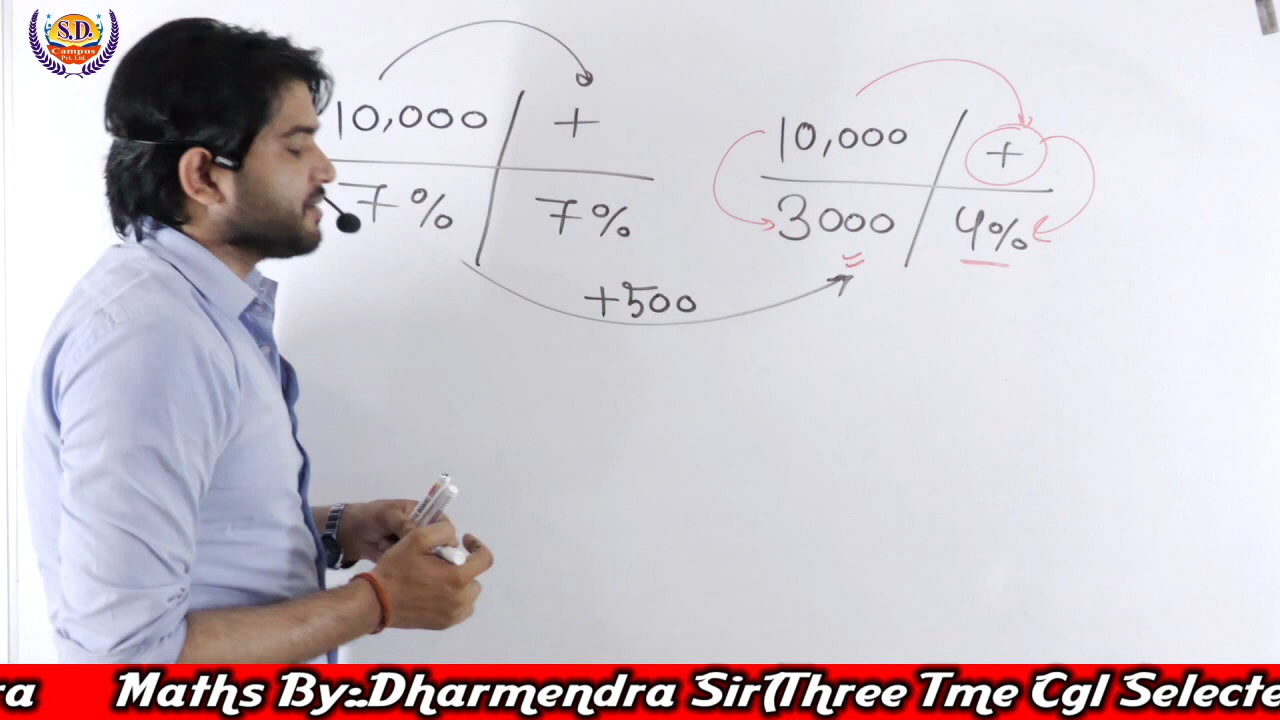 S.D.
Campus
Pvt. Ltd.
10,000 +
7% 7%
+500
10,000 +
3000 4%
ra Maths By:.Dharmendra Sir(Three Tme Cgl Selecte